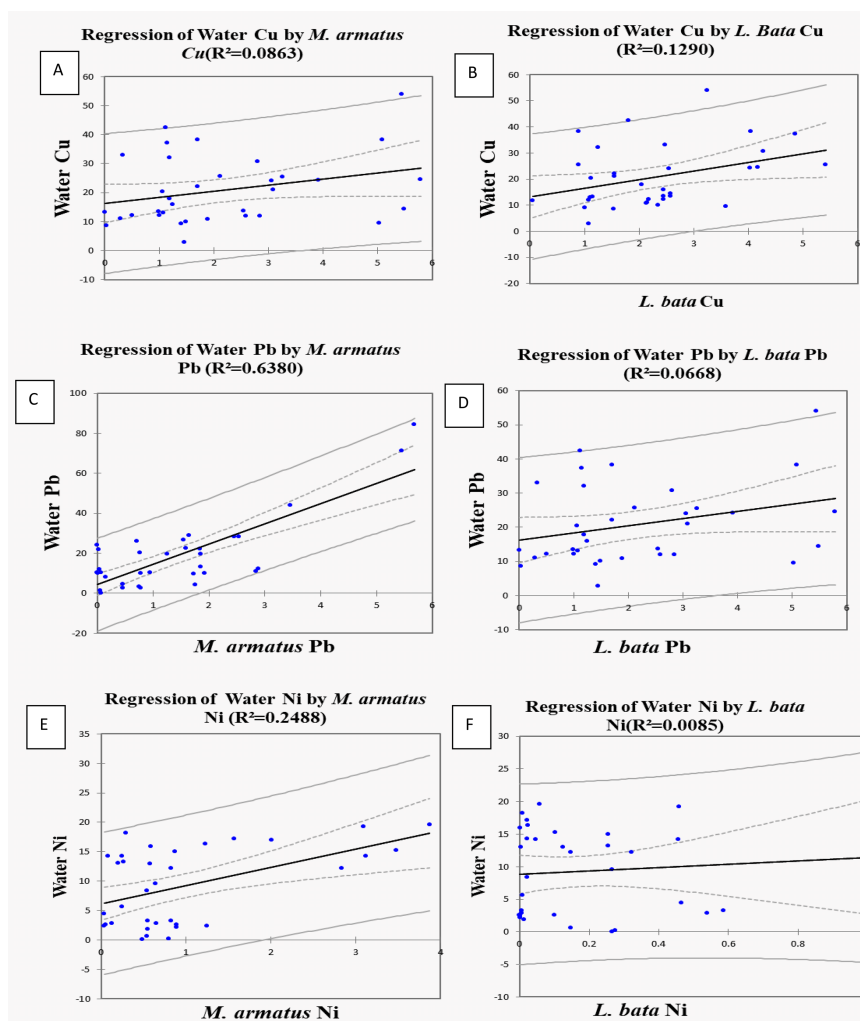 Regression of Water Cu by M. armatus
Cu(R²=0.0863)
A
Water Cu
60
50
40
30
20
10
0
-10
0 1 2 3 4 5 6
Regression of Water Cu by L. Bata Cu
(R²=0.1290)
B
Water Cu
60
50
40
30
20
10
0
-10
-20
0 1 2 3 4 5 6
L. bata Cu
Regression of Water Pb by M. armatus
Pb (R²=0.6380)
C
Water Pb
100
80
60
40
20
0
-20
0 1 2 3 4 5 6
M. armatus Pb
Regression of Water Pb by L. bata Pb
(R²=0.0668)
D
Water Pb
60
50
40
30
20
10
0
-10
0 1 2 3 4 5 6
L. bata Pb
Regression of Water Ni by M. armatus
Ni (R²=0.2488)
E
Water Ni
35
30
25
20
15
10
5
0
-5
-10
0 1 2 3 4
M. armatus Ni
Regression of Water Ni by L. bata
Ni(R²=0.0085)
F
Water Ni
30
25
20
15
10
5
0
-5
-10
0 0.2 0.4 0.6 0.8
L. bata Ni